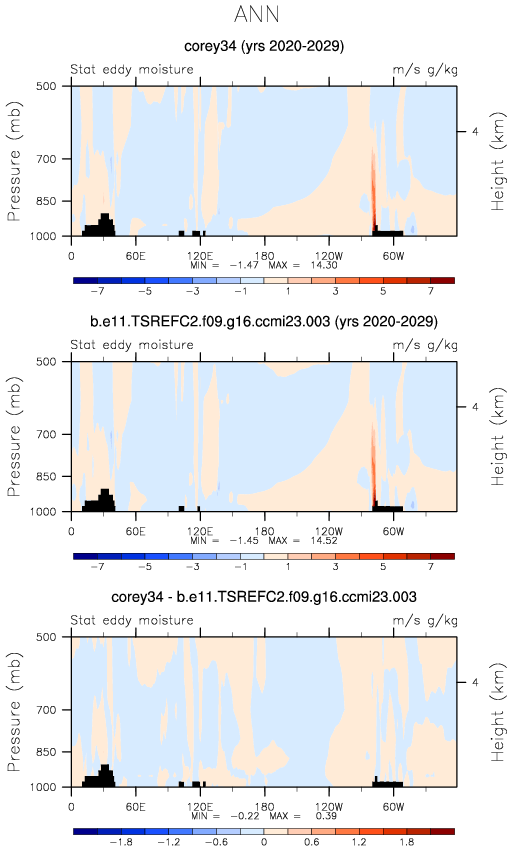 ANN
corey34 (yrs 2020-2029)
Stat eddy moisture m/s g/kg
500
700
850
1000
Pressure (mb)
4
Height (km)
0 60E 120E 180 120W 60W
MIN = -1.47 MAX = 14.30
-7 -5 -3 -1 1 3 5 7
b.e11.TSREFC2.f09.g16.ccmi23.003 (yrs 2020-2029)
Stat eddy moisture m/s g/kg
500
700
850
1000
Pressure (mb)
4
Height (km)
0 60E 120E 180 120W 60W
MIN = -1.45 MAX = 14.52
-7 -5 -3 -1 1 3 5 7
corey34 - b.e11.TSREFC2.f09.g16.ccmi23.003
Stat eddy moisture m/s g/kg
500
700
850
1000
Pressure (mb)
4
Height (km)
0 60E 120E 180 120W 60W
MIN = -0.22 MAX = 0.39
-1.8 -1.2 -0.6 0 0.6 1.2 1.8